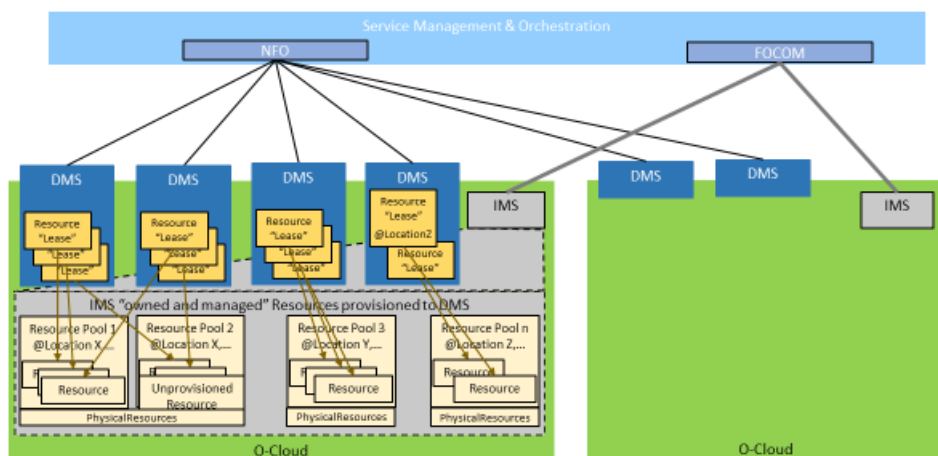 Service Management & Orchestration
NFO
FOCOM
DMS
DMS
DMS
DMS
DMS
DMS
IMS
IMS
Resource
"Lease"
"Lease"
"Lease"
Resource
"Lease"
"Lease"
"Lease"
Resource
"Lease"
"Lease"
"Lease"
Resource
"Lease"
@LocationZ
Resource
"Lease"
IMS "owned and managed" Resources provisioned to DMS
Resource Pool 1
@Location X,...
Resource
PhysicalResources
Resource Pool 2
@Location X,...
Unprovisioned
Resource
Resource Pool 3
@Location Y,...
Resource
PhysicalResources
Resource Pool n
@Location Z,...
Resource
Resource
PhysicalResources
O-Cloud
O-Cloud